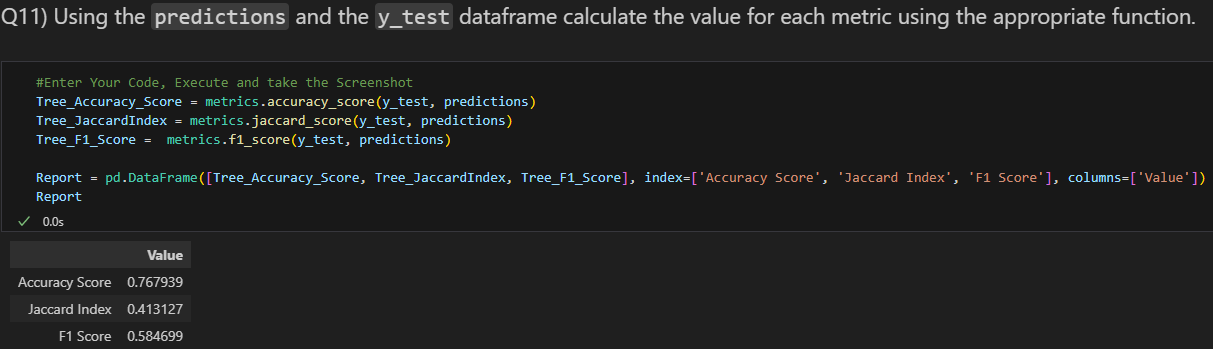 Q11) Using the predictions and the y_test dataframe calculate the value for each metric using the appropriate function.
#Enter Your Code, Execute and take the Screenshot
Tree_Accuracy_Score = metrics.accuracy_score(y_test, predictions)
Tree_JaccardIndex = metrics.jaccard_score(y_test, predictions)
Tree_F1_Score =  metrics.f1_score(y_test, predictions)
Report = pd.DataFrame([Tree_Accuracy_Score, Tree_JaccardIndex, Tree_F1_Score], index=['Accuracy Score', 'Jaccard Index', 'F1 Score'], columns=['Value'])
Report
✓ 0.0s
Value
Accuracy Score 0.767939
Jaccard Index 0.413127
F1 Score 0.584699